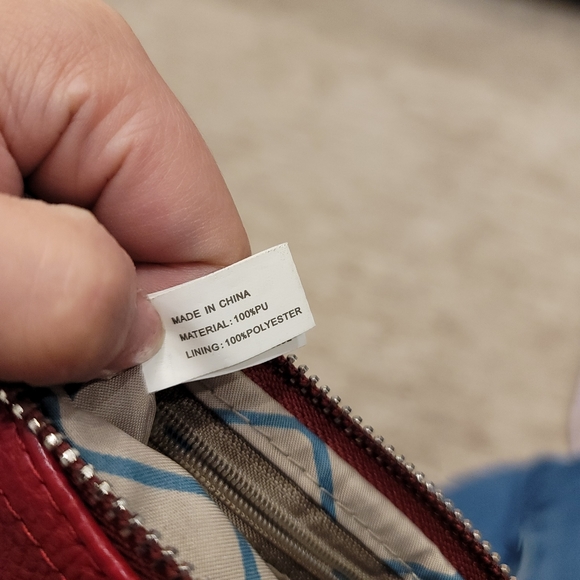 MADE IN CHINA
MATERIAL:100%PU
LINING:100%POLYESTER